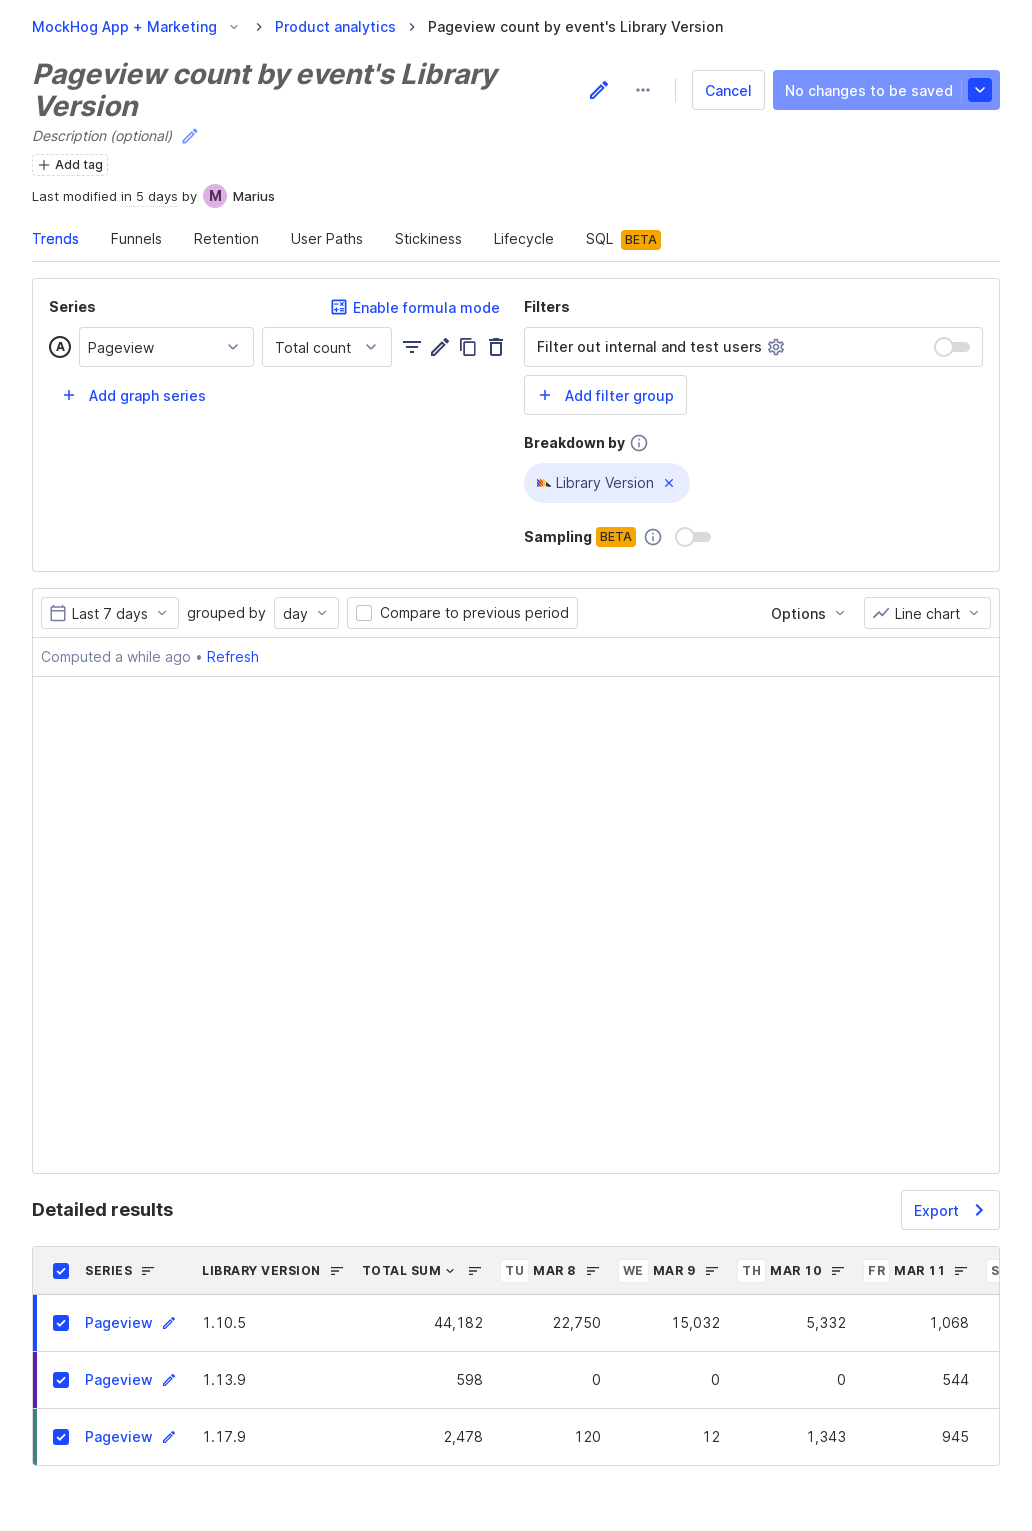 MockHog App + Marketing Product analytics Pageview count by event's Library Version
Pageview count by event's Library
Version
Cancel No changes to be saved
Description (optional)
Add tag
Last modified in 5 days by M Marius
Trends Funnels Retention User Paths Stickiness Lifecycle SQL BETA
Series Enable formula mode
A Pageview Total count
+ Add graph series
Filters
Filter out internal and test users
+ Add filter group
Breakdown by
Library Version
Sampling BETA
Last 7 days grouped by day Compare to previous period Options Line chart
Computed a while ago • Refresh
Detailed results Export
SERIES LIBRARY VERSION TOTAL SUM TU MAR 8 WE MAR 9 TH MAR 10 FR MAR 11
Pageview 1.10.5 44,182 22,750 15,032 5,332 1,068
Pageview 1.13.9 598 0 0 0 544
Pageview 1.17.9 2,478 120 12 1,343 945